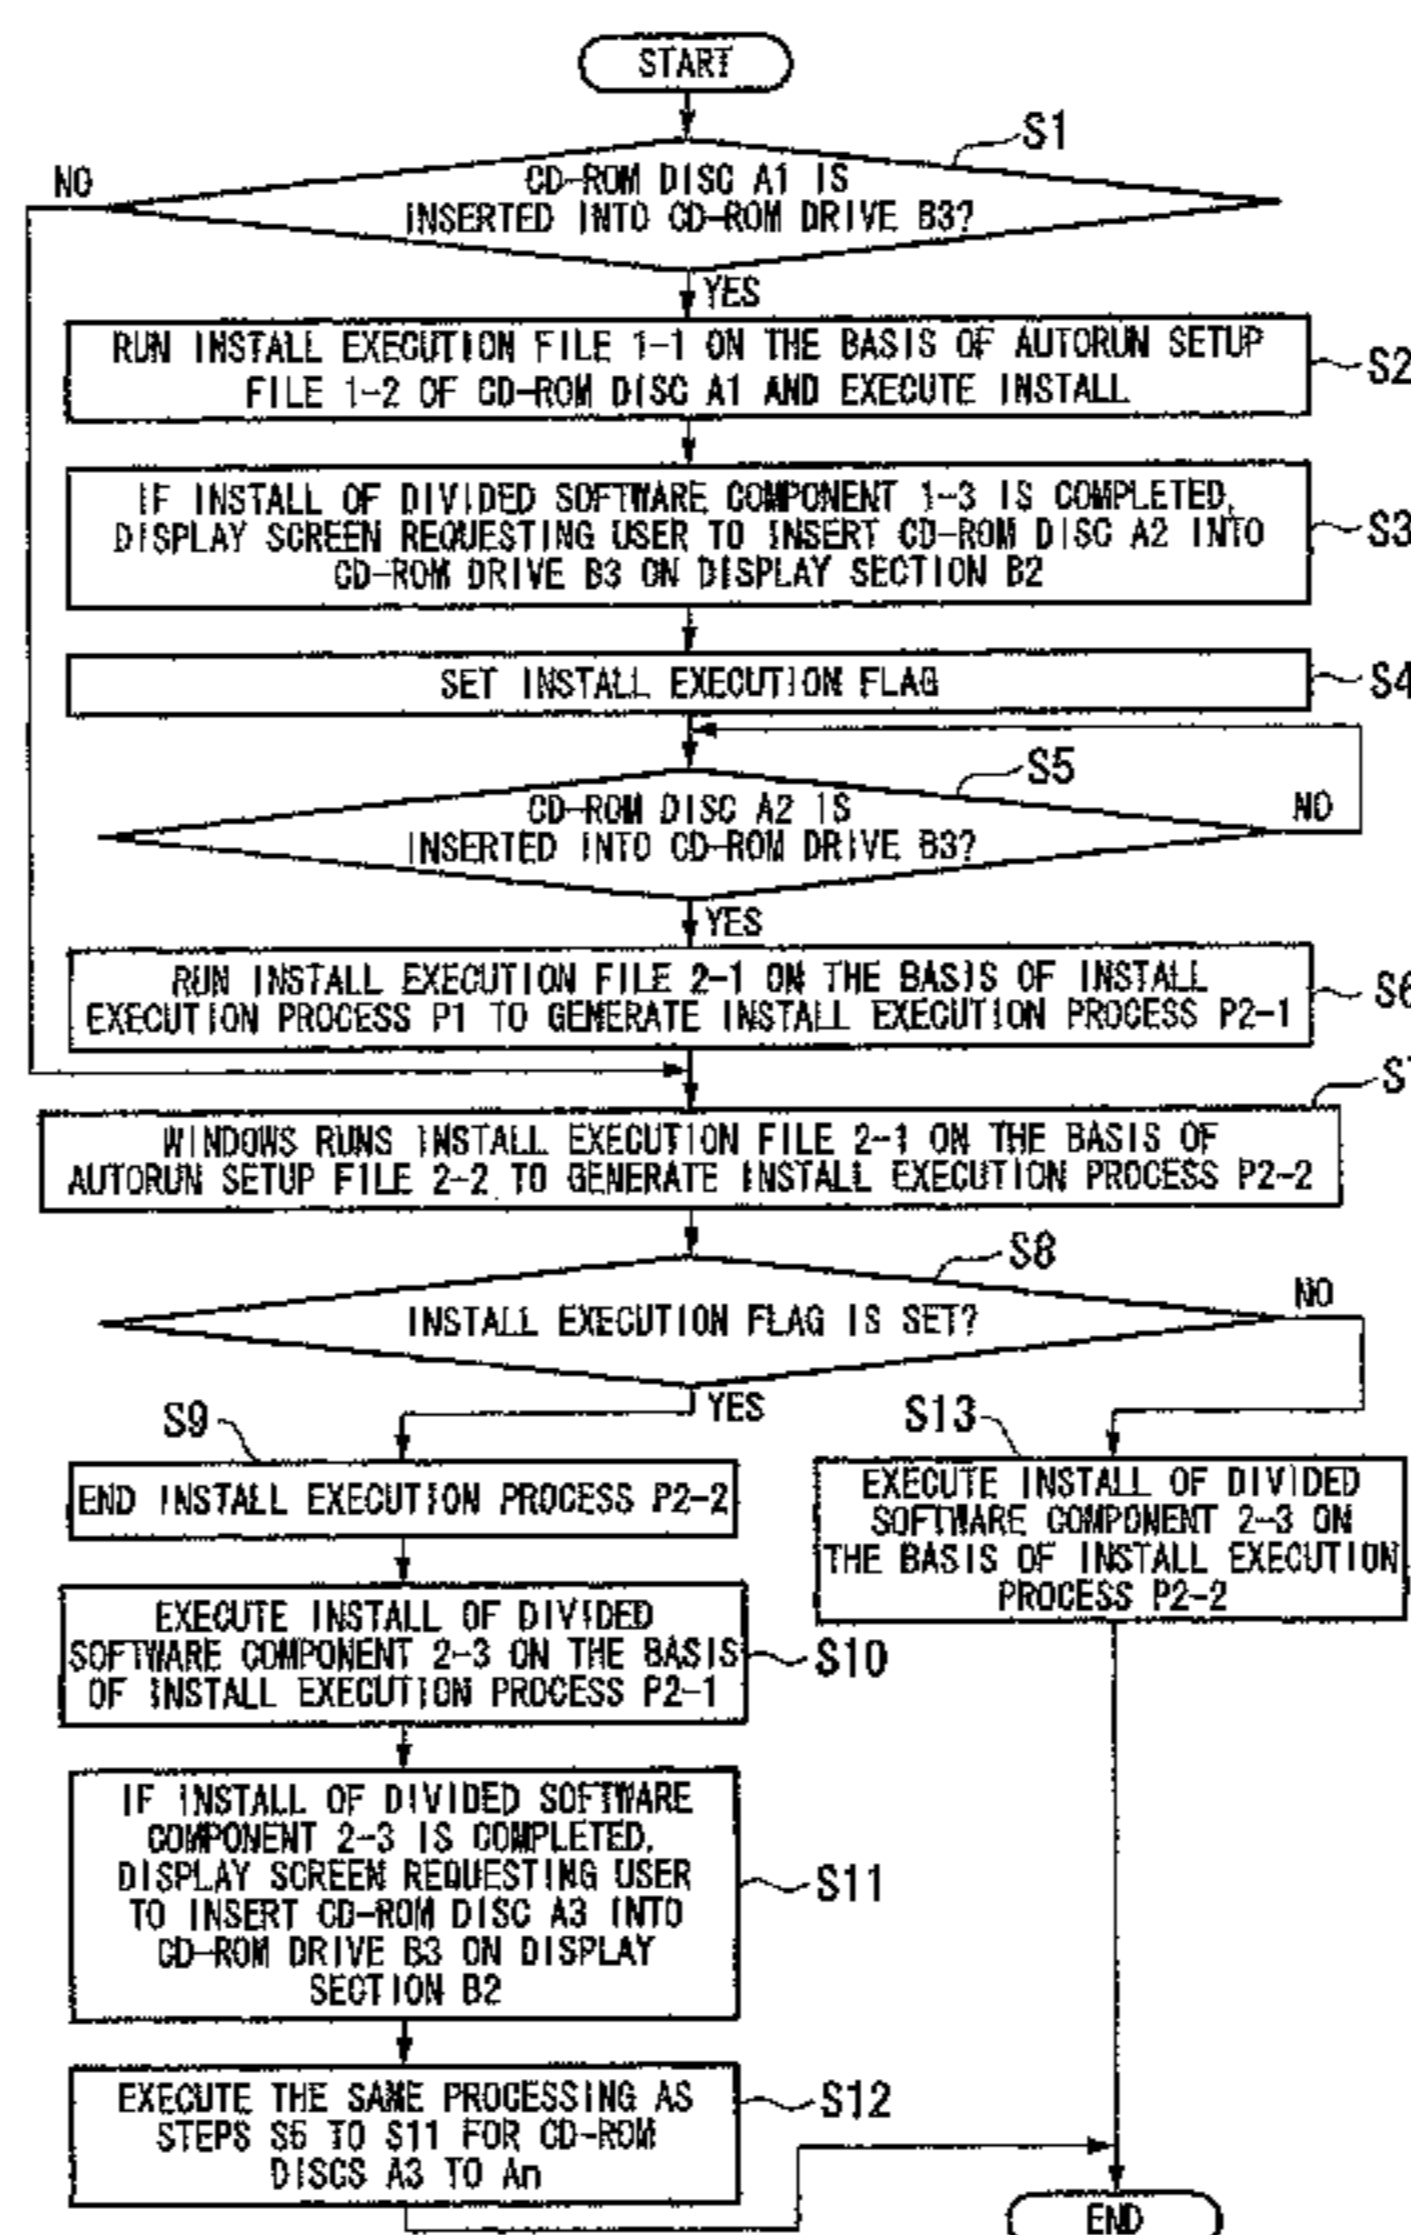 START
S1
NO
CD-ROM DISC A1 IS
INSERTED INTO CD-ROM DRIVE B3?
YES
RUN INSTALL EXECUTION FILE 1-1 ON THE BASIS OF AUTORUN SETUP
FILE 1-2 OF CD-ROM DISC A1 AND EXECUTE INSTALL
S2
IF INSTALL OF DIVIDED SOFTWARE COMPONENT 1-3 IS COMPLETED,
DISPLAY SCREEN REQUESTING USER TO INSERT CD-ROM DISC A2 INTO
CD-ROM DRIVE B3 ON DISPLAY SECTION B2
S3
SET INSTALL EXECUTION FLAG
S4
S5
CD-ROM DISC A2 IS
INSERTED INTO CD-ROM DRIVE B3?
NO
YES
RUN INSTALL EXECUTION FILE 2-1 ON THE BASIS OF INSTALL
EXECUTION PROCESS P1 TO GENERATE INSTALL EXECUTION PROCESS P2-1
S6
S7
WINDOWS RUNS INSTALL EXECUTION FILE 2-1 ON THE BASIS OF
AUTORUN SETUP FILE 2-2 TO GENERATE INSTALL EXECUTION PROCESS P2-2
S8
INSTALL EXECUTION FLAG IS SET?
NO
YES
S9
END INSTALL EXECUTION PROCESS P2-2
S13
EXECUTE INSTALL OF DIVIDED
SOFTWARE COMPONENT 2-3 ON
THE BASIS OF INSTALL EXECUTION
PROCESS P2-2
EXECUTE INSTALL OF DIVIDED
SOFTWARE COMPONENT 2-3 ON THE BASIS
OF INSTALL EXECUTION PROCESS P2-1
S10
IF INSTALL OF DIVIDED SOFTWARE
COMPONENT 2-3 IS COMPLETED,
DISPLAY SCREEN REQUESTING USER
TO INSERT CD-ROM DISC A3 INTO
CD-ROM DRIVE B3 ON DISPLAY
SECTION B2
S11
EXECUTE THE SAME PROCESSING AS
STEPS S5 TO S11 FOR CD-ROM
DISCS A3 TO An
S12
END